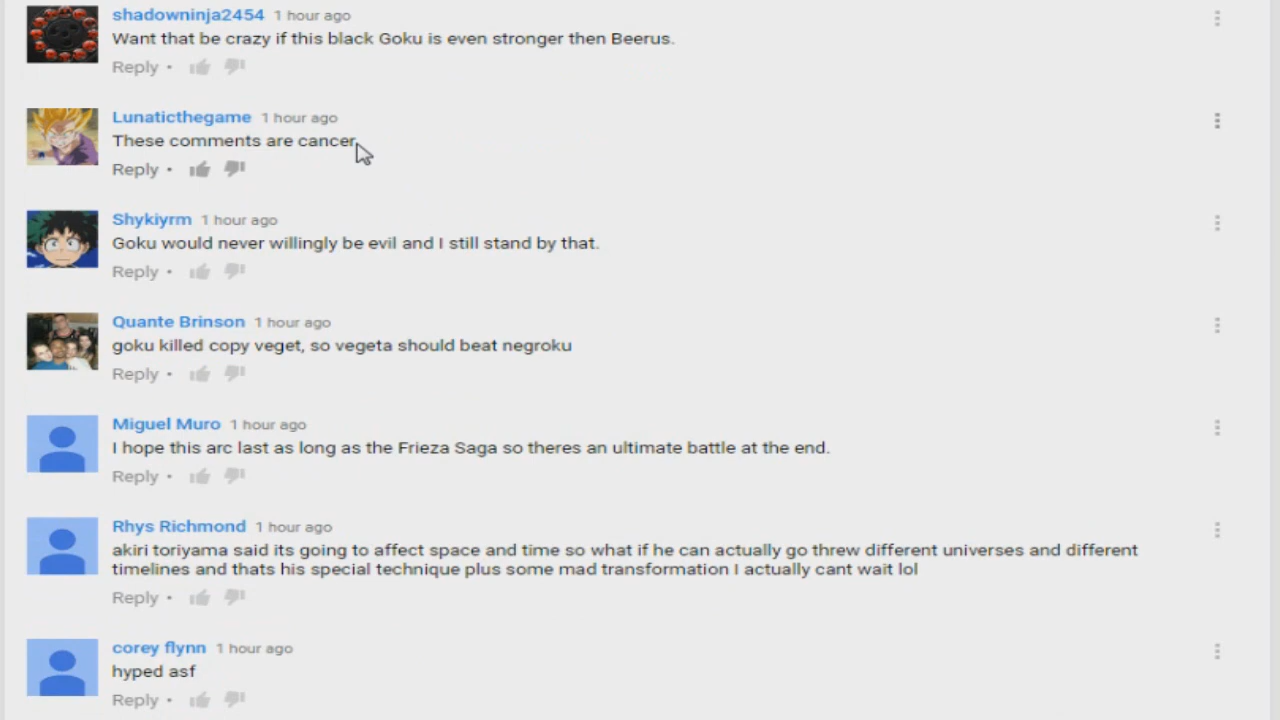 shadowninja2454 1 hour ago
Want that be crazy if this black Goku is even stronger then Beerus.
Reply •
Lunaticthegame 1 hour ago
These comments are cancer
Reply •
Shykiyrm 1 hour ago
Goku would never willingly be evil and I still stand by that.
Reply •
Quante Brinson 1 hour ago
goku killed copy veget, so vegeta should beat negroku
Reply •
Miguel Muro 1 hour ago
I hope this arc last as long as the Frieza Saga so theres an ultimate battle at the end.
Reply •
Rhys Richmond 1 hour ago
akiri toriyama said its going to affect space and time so what if he can actually go threw different universes and different
timelines and thats his special technique plus some mad transformation I actually cant wait lol
Reply •
corey flynn 1 hour ago
hyped asf
Reply •